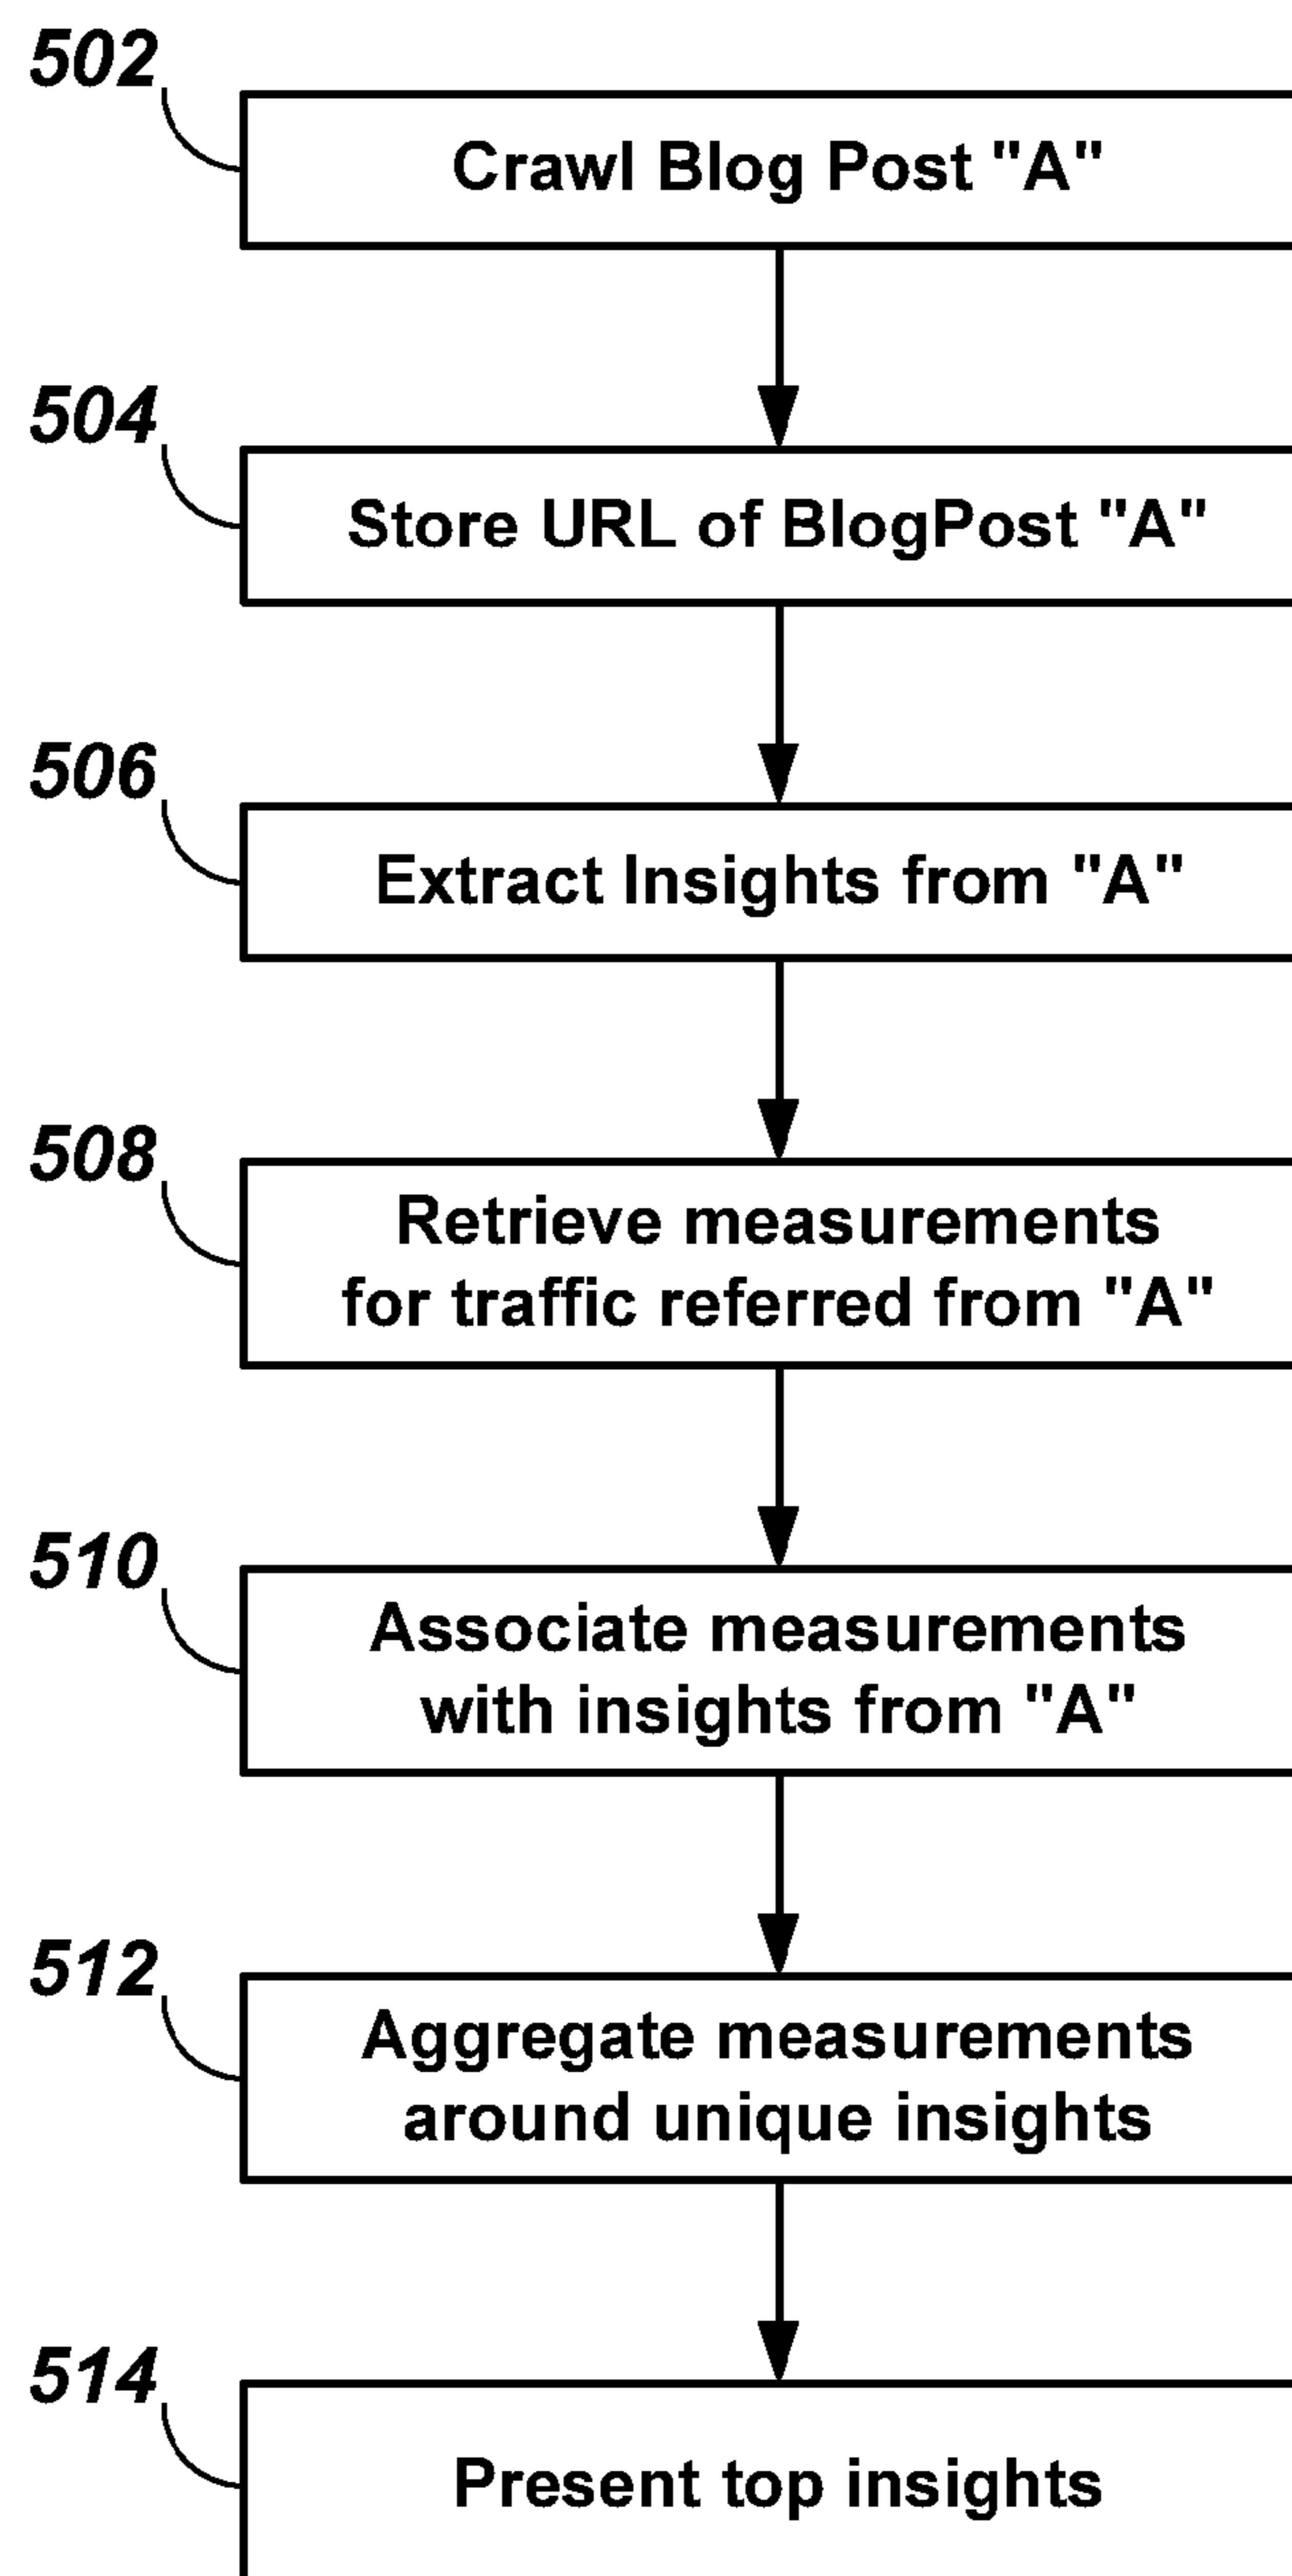 502
Crawl Blog Post "A"
504
Store URL of BlogPost "A"
506
Extract Insights from "A"
508
Retrieve measurements
for traffic referred from "A"
510
Associate measurements
with insights from "A"
512
Aggregate measurements
around unique insights
514
Present top insights